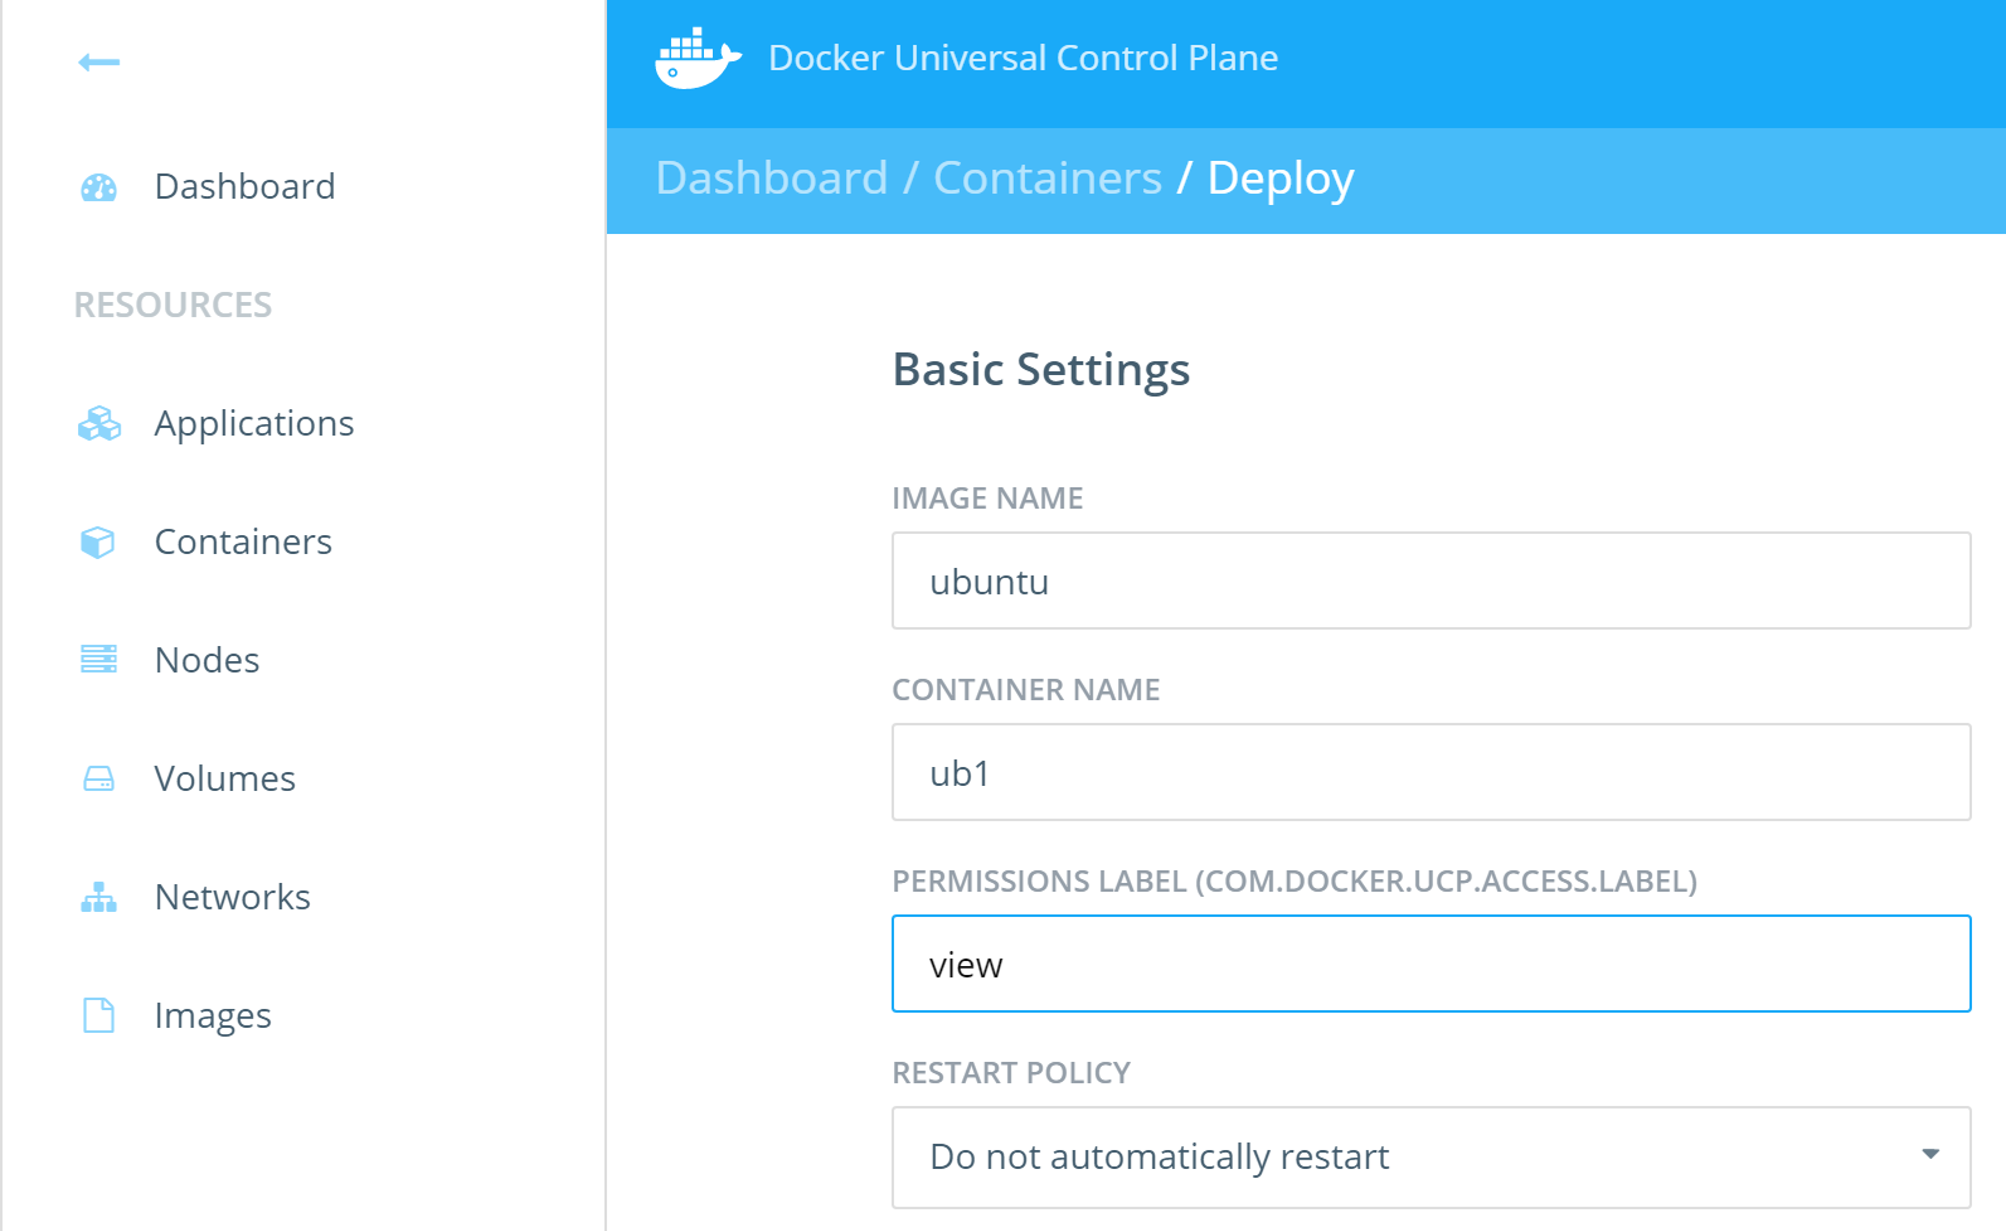 Docker Universal Control Plane
Dashboard / Containers / Deploy
Dashboard
RESOURCES
Applications
Containers
Nodes
Volumes
Networks
Images
Basic Settings
IMAGE NAME
ubuntu
CONTAINER NAME
ub1
PERMISSIONS LABEL (COM.DOCKER.UCP.ACCESS.LABEL)
view
RESTART POLICY
Do not automatically restart